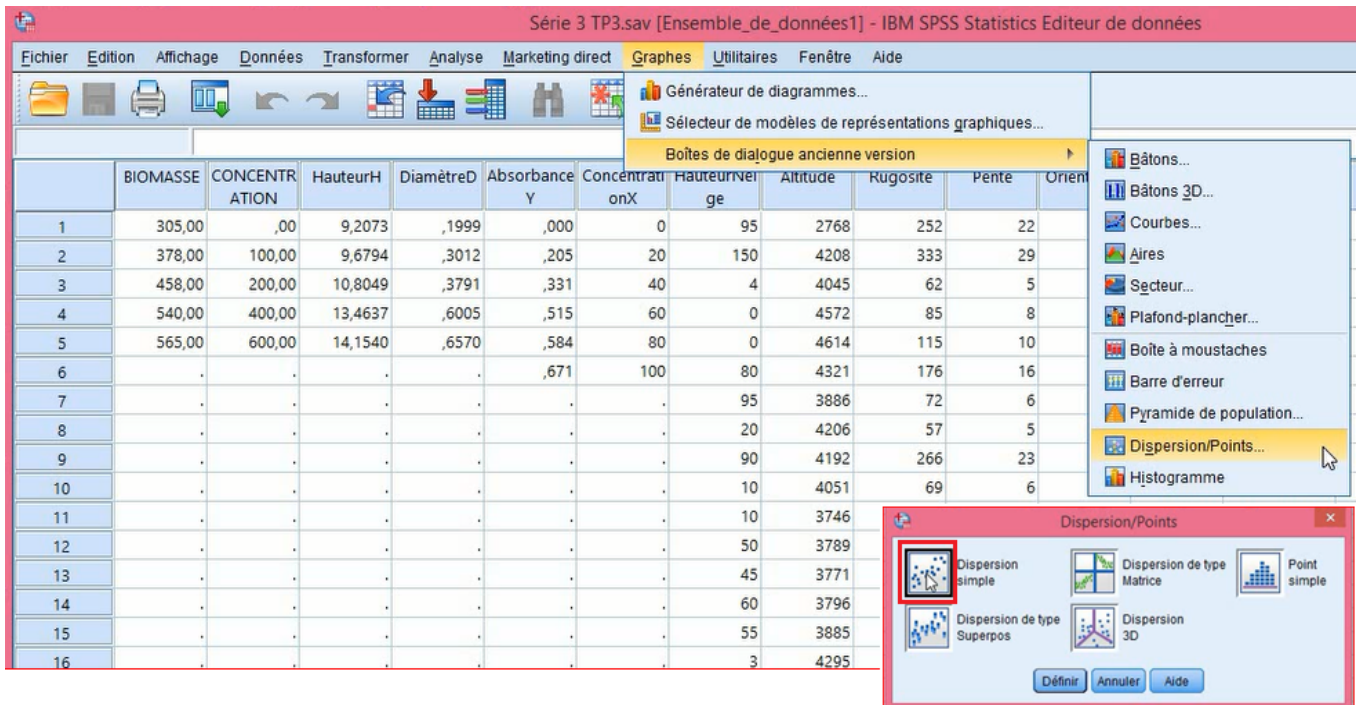 Série 3 TP3.sav [Ensemble_de_données1] - IBM SPSS Statistics Editeur de données
Fichier Edition Affichage Données Transformer Analyse Marketing direct Graphes Utilitaires Fenêtre Aide
Générateur de diagrammes...
Sélecteur de modèles de représentations graphiques...
Boîtes de dialogue ancienne version
Bâtons...
Bâtons 3D...
Courbes...
Aires
Secteur...
Plafond-plancher...
Boîte à moustaches
Barre d'erreur
Pyramide de population...
Dispersion/Points...
Histogramme
BIOMASSE CONCENTR HauteurH DiamètreD Absorbance Concentrati HauteurNei Altitude Rugosité Pente Orient
ATION Y onX ge
1 305,00 ,00 9,2073 ,1999 ,000 0 95 2768 252 22
2 378,00 100,00 9,6794 ,3012 ,205 20 150 4208 333 29
3 458,00 200,00 10,8049 ,3791 ,331 40 4 4045 62 5
4 540,00 400,00 13,4637 ,6005 ,515 60 0 4572 85 8
5 565,00 600,00 14,1540 ,6570 ,584 80 0 4614 115 10
6 . . . . ,671 100 80 4321 176 16
7 . . . . . . 95 3886 72 6
8 . . . . . . 20 4206 57 5
9 . . . . . . 90 4192 266 23
10 . . . . . . 10 4051 69 6
11 . . . . . . 10 3746
12 . . . . . . 50 3789
13 . . . . . . 45 3771
14 . . . . . . 60 3796
15 . . . . . . 55 3885
16 . . . . . . 3 4295
Dispersion/Points
Dispersion simple
Dispersion de type Matrice
Point simple
Dispersion de type Superpos
Dispersion 3D
Définir Annuler Aide